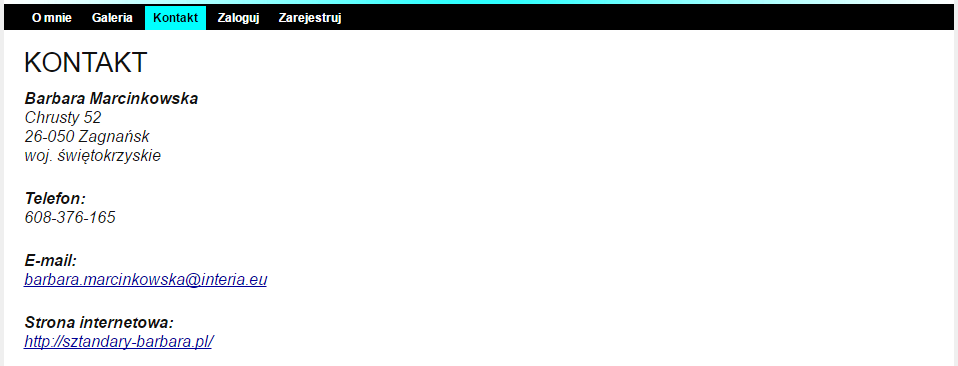 O mnie Galeria Kontakt Zaloguj Zarejestruj
KONTAKT
Barbara Marcinkowska
Chrusty 52
26-050 Zagnańsk
woj. świętokrzyskie
Telefon:
608-376-165
E-mail:
barbara.marcinkowska@interia.eu
Strona internetowa:
http://sztandary-barbara.pl/